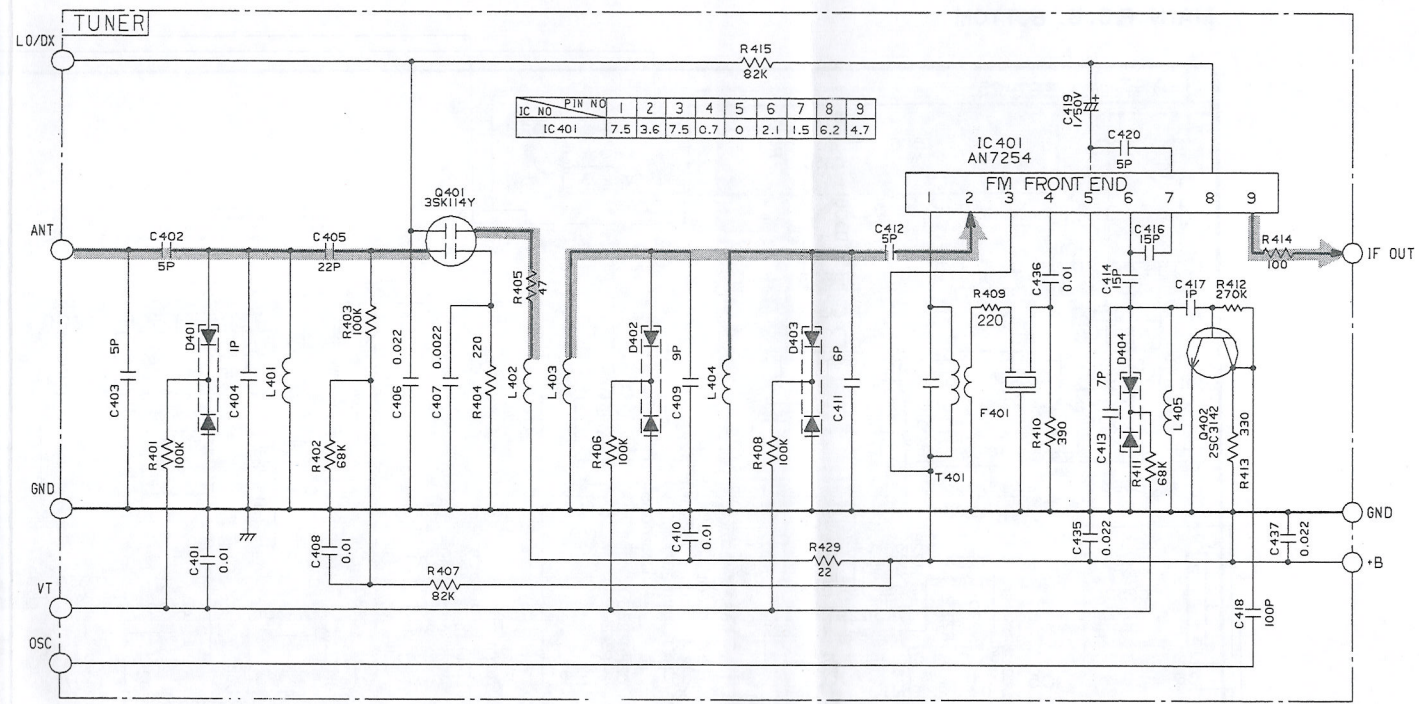 TUNER
LO/DX
R415
82K
PIN NO 1 2 3 4 5 6 7 8 9
IC NO
IC401 7.5 3.6 7.5 0.7 0 2.1 1.5 6.2 4.7
C419
1/50V
+
C420
5P
IC401
AN7254
FM FRONT END
1 2 3 4 5 6 7 8 9
Q401
3SK114Y
ANT
C402
5P
C405
22P
C412
5P
C416
15P
R414
100
IF OUT
R405
47
C436
0.01
C414
15P
C417
1P
R412
270K
R409
220
R403
100K
D401
5P
C403
1P
C404
L401
0.022
C406
0.0022
C407
220
R404
L402
L403
D402
9P
C409
L404
D403
6P
C411
F401
D404
7P
C413
L405
Q402
2SC3142
330
R413
R401
100K
R402
68K
R406
100K
R408
100K
T401
R410
390
R411
68K
GND
GND
C401
0.01
C408
0.01
C410
0.01
R429
22
C435
0.022
C437
0.022
+B
R407
82K
VT
C418
100P
OSC